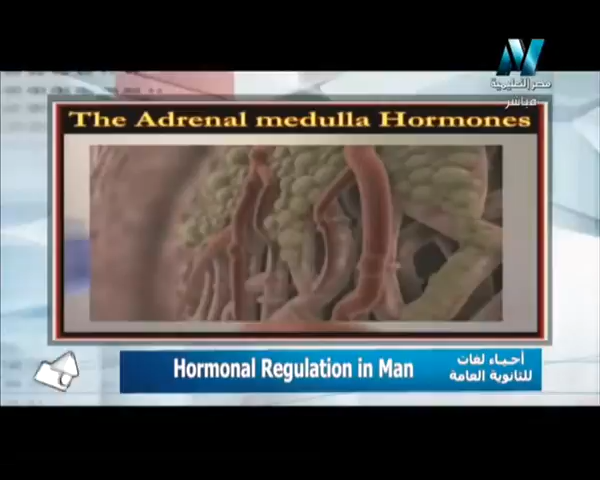 مصر التعليمية
مباشر
The Adrenal medulla Hormones
Hormonal Regulation in Man
أحياء لغات
للثانوية العامة